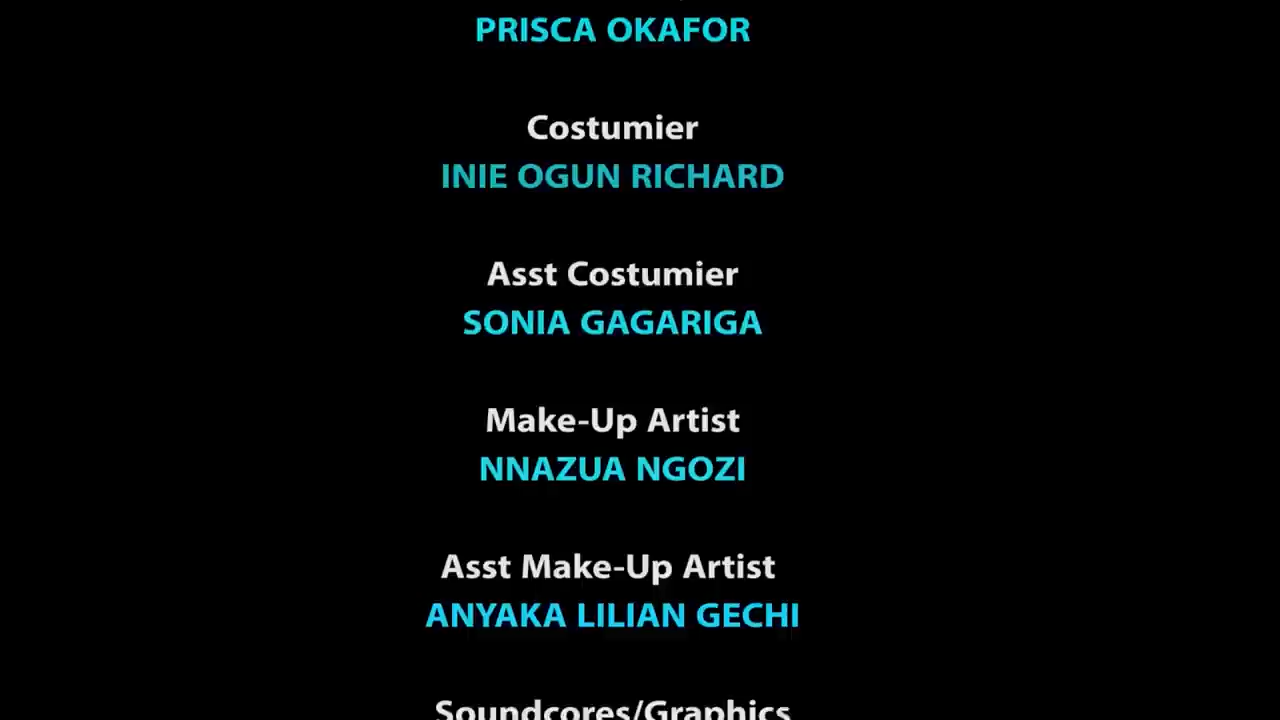 PRISCA OKAFOR
Costumier
INIE OGUN RICHARD
Asst Costumier
SONIA GAGARIGA
Make-Up Artist
NNAZUA NGOZI
Asst Make-Up Artist
ANYAKA LILIAN GECHI
Soundcores/Graphics